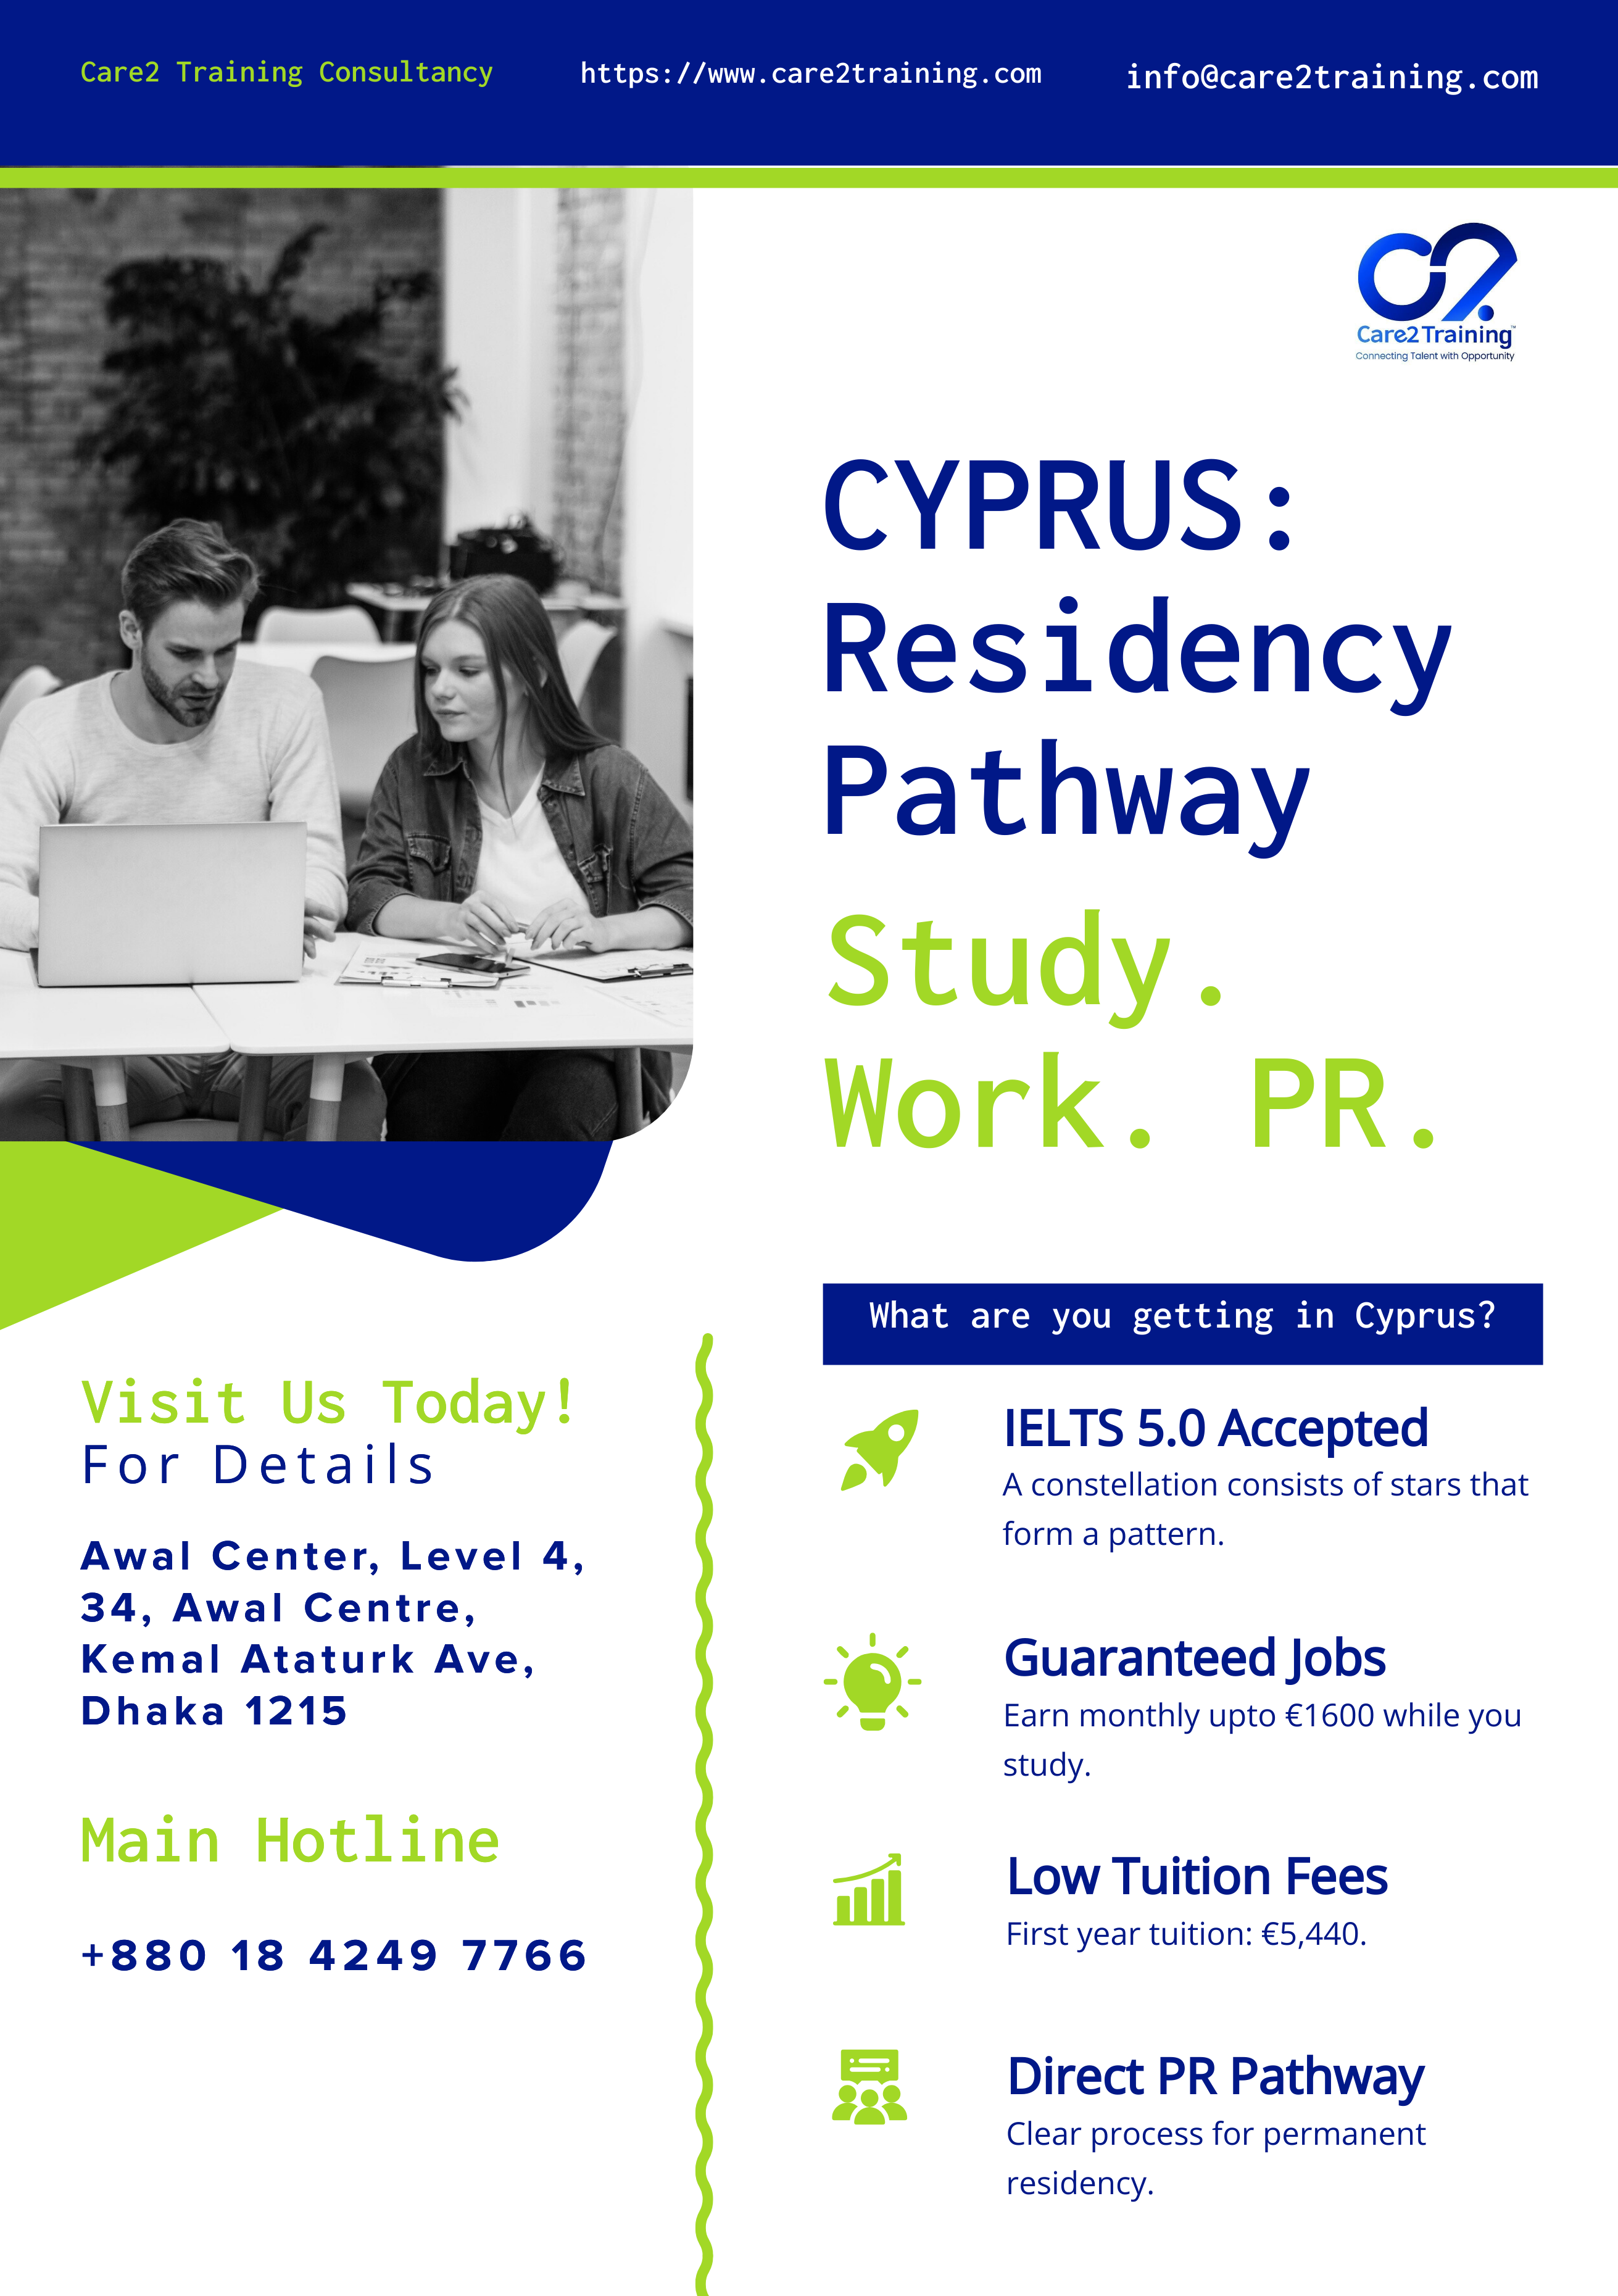 Care2 Training Consultancy
https://www.care2training.com
info@care2training.com
Care2 Training™
Connecting Talent with Opportunity
CYPRUS:
Residency
Pathway
Study.
Work. PR.
Visit Us Today!
For Details
Awal Center, Level 4,
34, Awal Centre,
Kemal Ataturk Ave,
Dhaka 1215
Main Hotline
+880 18 4249 7766
What are you getting in Cyprus?
IELTS 5.0 Accepted
A constellation consists of stars that
form a pattern.
Guaranteed Jobs
Earn monthly upto €1600 while you
study.
Low Tuition Fees
First year tuition: €5,440.
Direct PR Pathway
Clear process for permanent
residency.